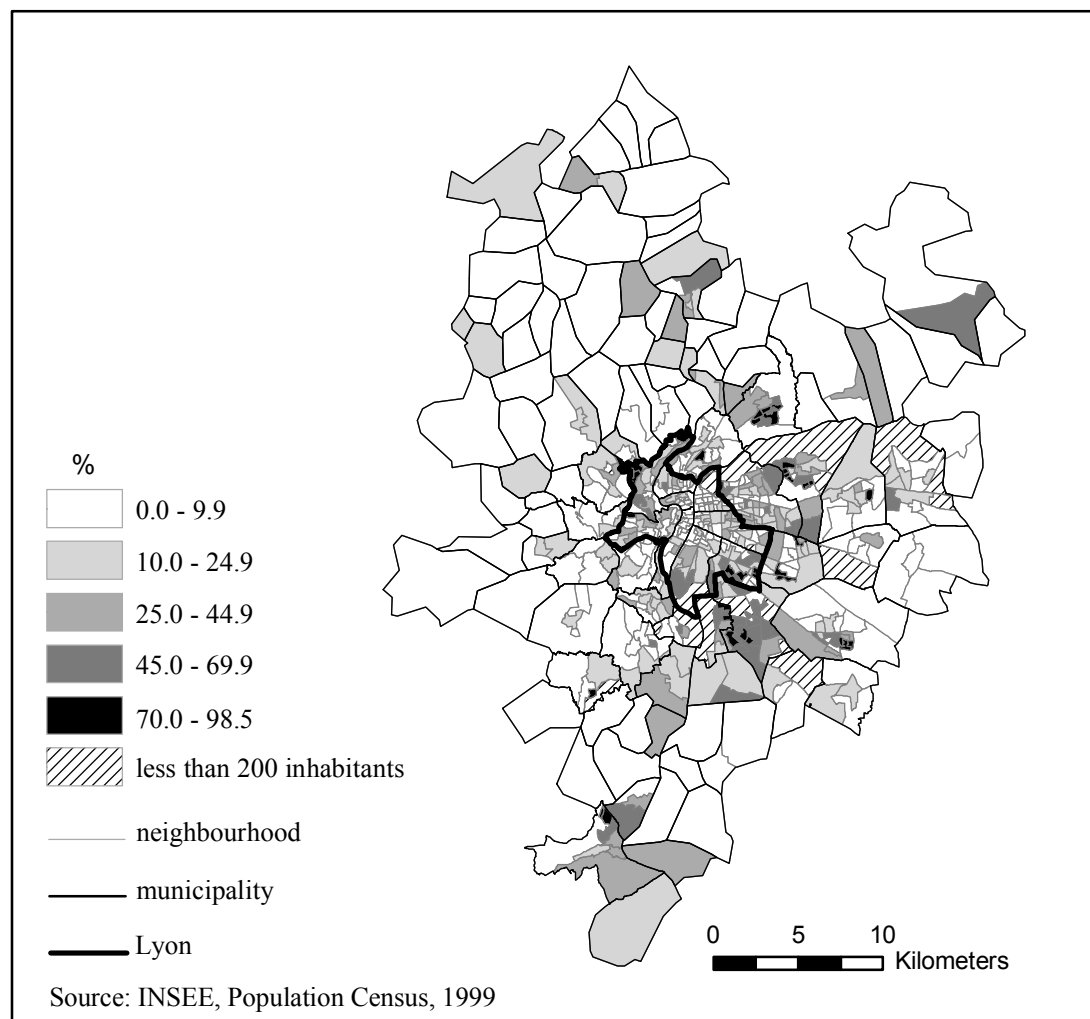 %
0.0 - 9.9
10.0 - 24.9
25.0 - 44.9
45.0 - 69.9
70.0 - 98.5
less than 200 inhabitants
neighbourhood
municipality
Lyon
0 5 10
Kilometers
Source: INSEE, Population Census, 1999